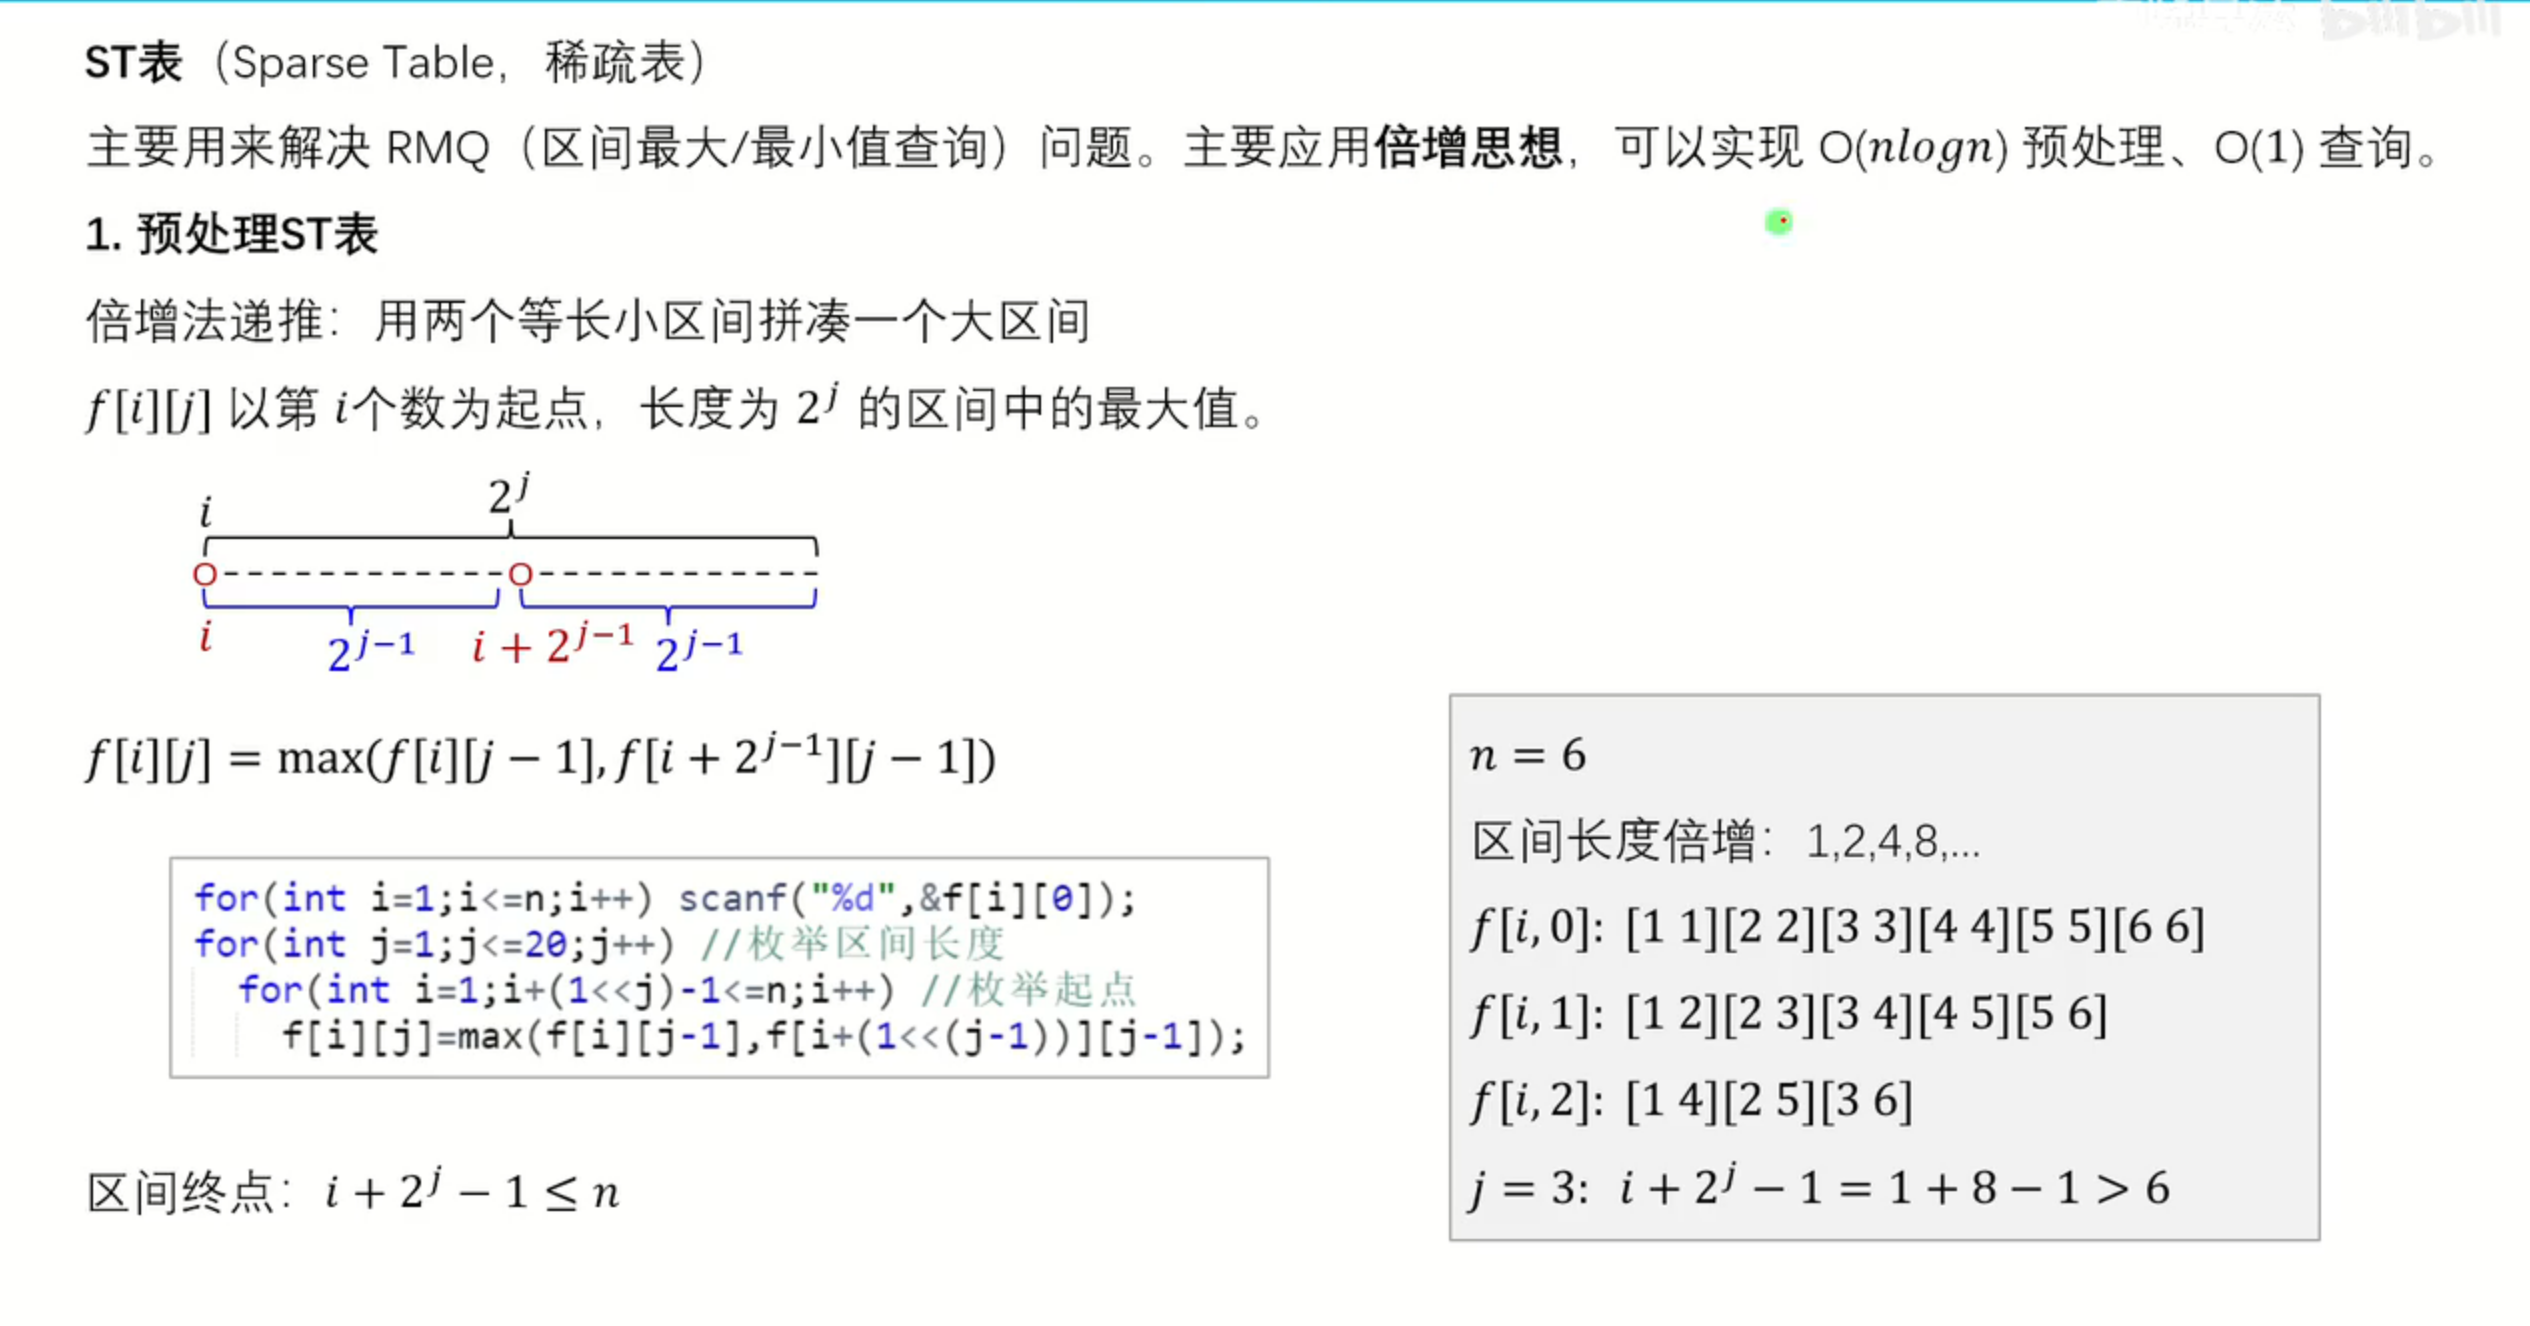 ST表（Sparse Table，稀疏表）
主要用来解决 RMQ（区间最大/最小值查询）问题。主要应用倍增思想，可以实现 O(nlogn) 预处理、O(1) 查询。
1. 预处理ST表
倍增法递推：用两个等长小区间拼凑一个大区间
f[i][j] 以第 i个数为起点，长度为 2^j 的区间中的最大值。
i 2^j
i 2^{j−1} i + 2^{j−1} 2^{j−1}
f[i][j] = max(f[i][j − 1], f[i + 2^{j−1}][j − 1])
for(int i=1;i<=n;i++) scanf("%d",&f[i][0]);
for(int j=1;j<=20;j++) //枚举区间长度
for(int i=1;i+(1<<j)-1<=n;i++) //枚举起点
f[i][j]=max(f[i][j-1],f[i+(1<<(j-1))][j-1]);
区间终点：i + 2^j − 1 ≤ n
n = 6
区间长度倍增：1,2,4,8,...
f[i, 0]: [1 1][2 2][3 3][4 4][5 5][6 6]
f[i, 1]: [1 2][2 3][3 4][4 5][5 6]
f[i, 2]: [1 4][2 5][3 6]
j = 3: i + 2^j − 1 = 1 + 8 − 1 > 6
bilibili